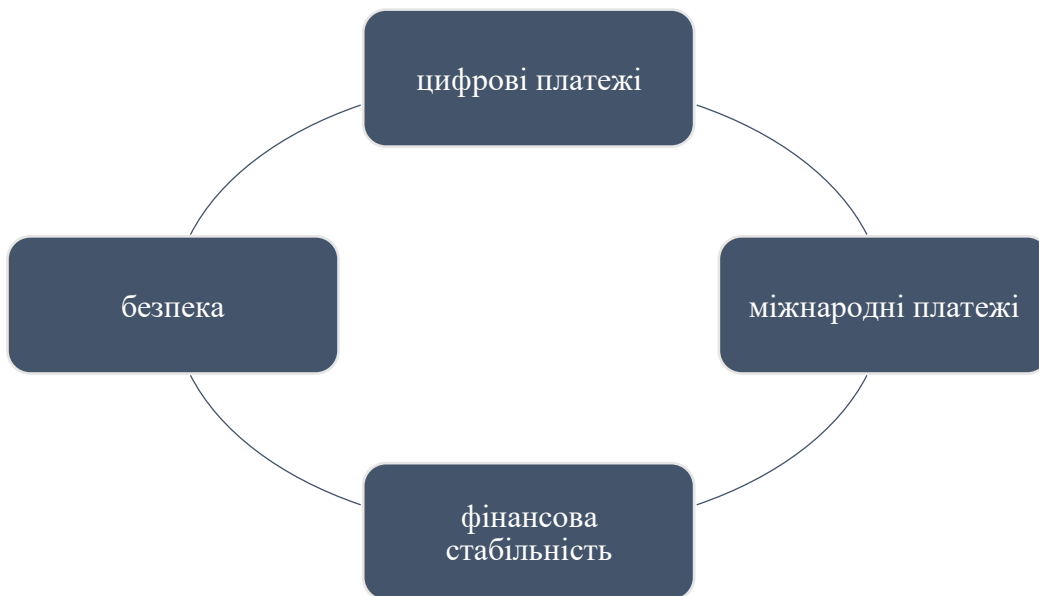 цифрові платежі
безпека
міжнародні платежі
фінансова
стабільність